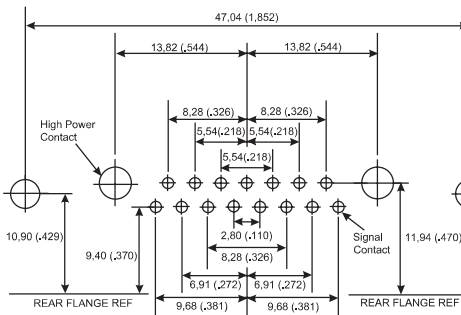 47,04 (1,852)
13,82 (.544)
13,82 (.544)
8,28 (.326)
8,28 (.326)
High Power
Contact
5,54(.218)
5,54(.218)
5,54(.218)
10,90 (.429)
9,40 (.370)
2,80 (.110)
Signal
Contact
11,94 (.470)
8,28 (.326)
6,91 (.272)
6,91 (.272)
REAR FLANGE REF
REAR FLANGE REF
9,68 (.381)
9,68 (.381)